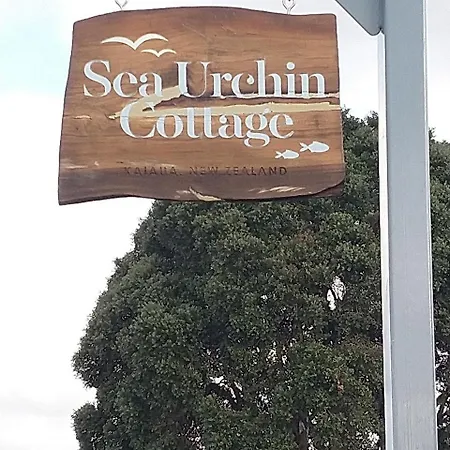 Sea Urchin
Cottage
KAIAUA, NEW ZEALAND